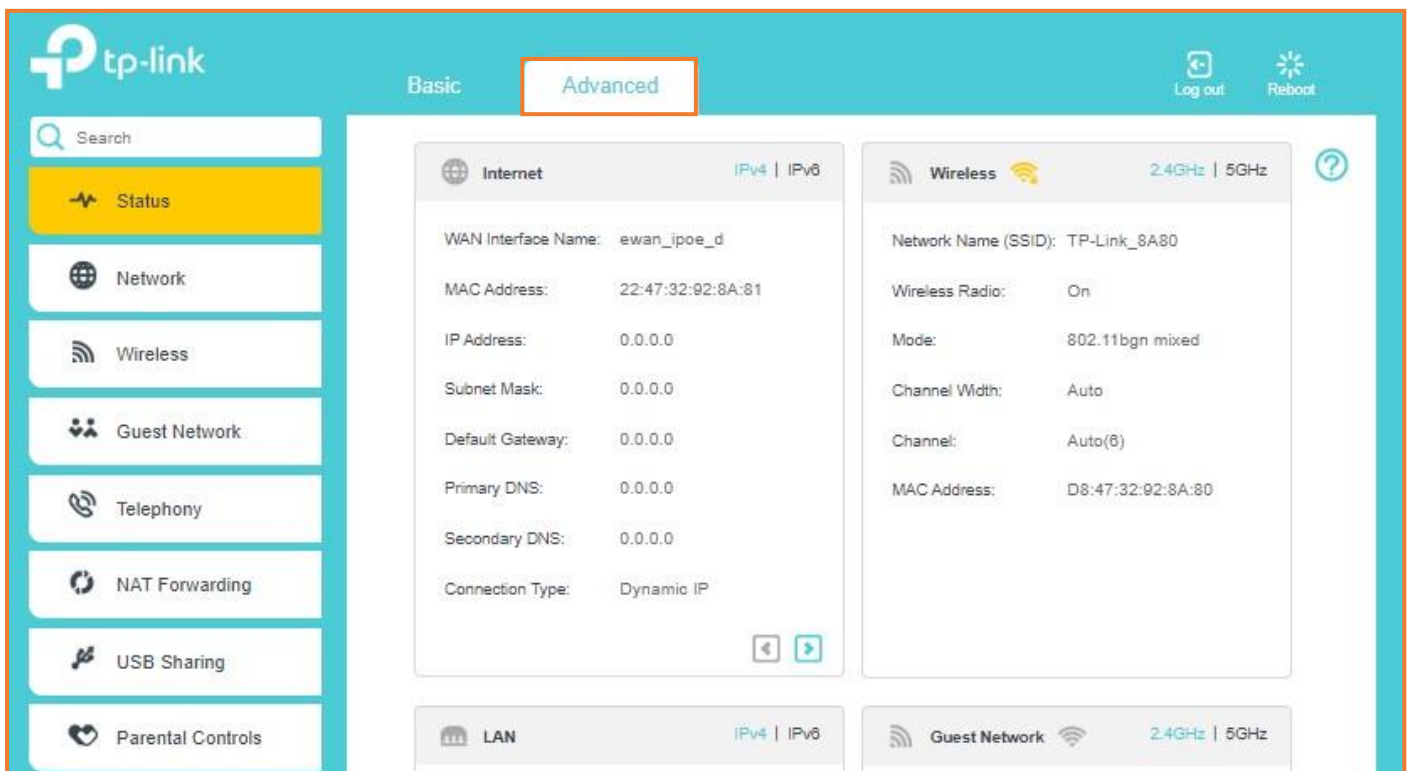 tp-link
Basic
Advanced
Log out
Reboot
Search
Status
Network
Wireless
Guest Network
Telephony
NAT Forwarding
USB Sharing
Parental Controls
Internet IPv4 | IPv6
WAN Interface Name: ewan_ipoe_d
MAC Address: 22:47:32:92:8A:81
IP Address: 0.0.0.0
Subnet Mask: 0.0.0.0
Default Gateway: 0.0.0.0
Primary DNS: 0.0.0.0
Secondary DNS: 0.0.0.0
Connection Type: Dynamic IP
Wireless 2.4GHz | 5GHz
Network Name (SSID): TP-Link_8A80
Wireless Radio: On
Mode: 802.11bgn mixed
Channel Width: Auto
Channel: Auto(6)
MAC Address: D8:47:32:92:8A:80
LAN IPv4 | IPv6
Guest Network 2.4GHz | 5GHz